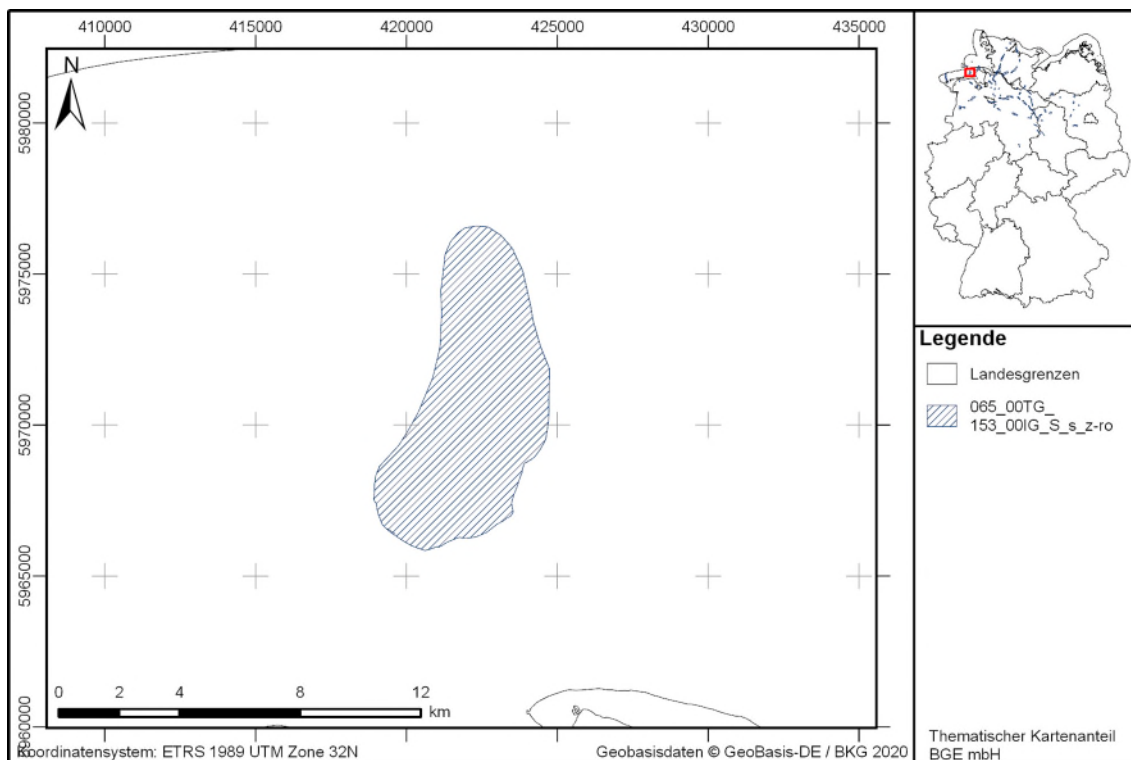 410000 415000 420000 425000 430000 435000
N
5980000
5975000
5970000
5965000
5960000
0 2 4 8 12
km
Koordinatensystem: ETRS 1989 UTM Zone 32N
Geobasisdaten © GeoBasis-DE / BKG 2020
Legende
Landesgrenzen
065_00TG_
153_00IG_S_s_z-ro
Thematischer Kartenanteil
BGE mbH